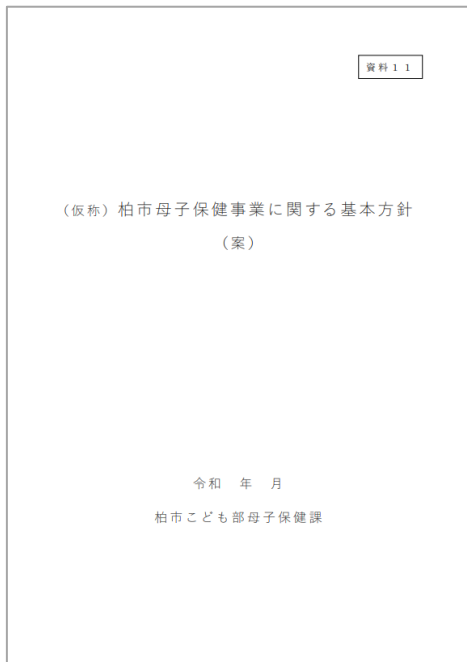 資料１１
（仮称）柏市母子保健事業に関する基本方針
（案）
令和　年　月
柏市こども部母子保健課